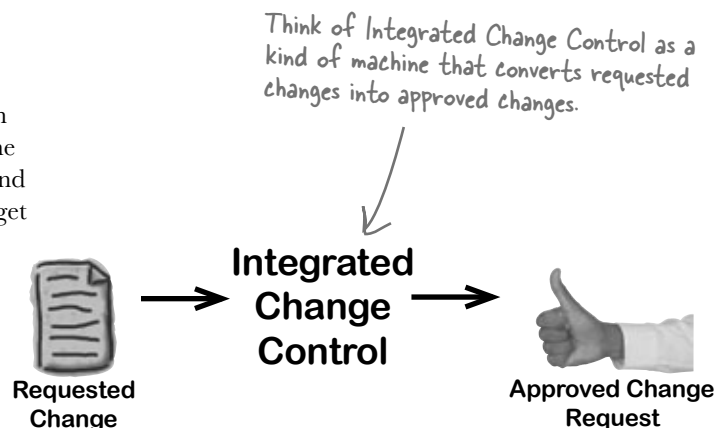 Think of Integrated Change Control as a
kind of machine that converts requested
changes into approved changes.
get
Integrated
Change
Control
Requested
Change
Approved Change
Request